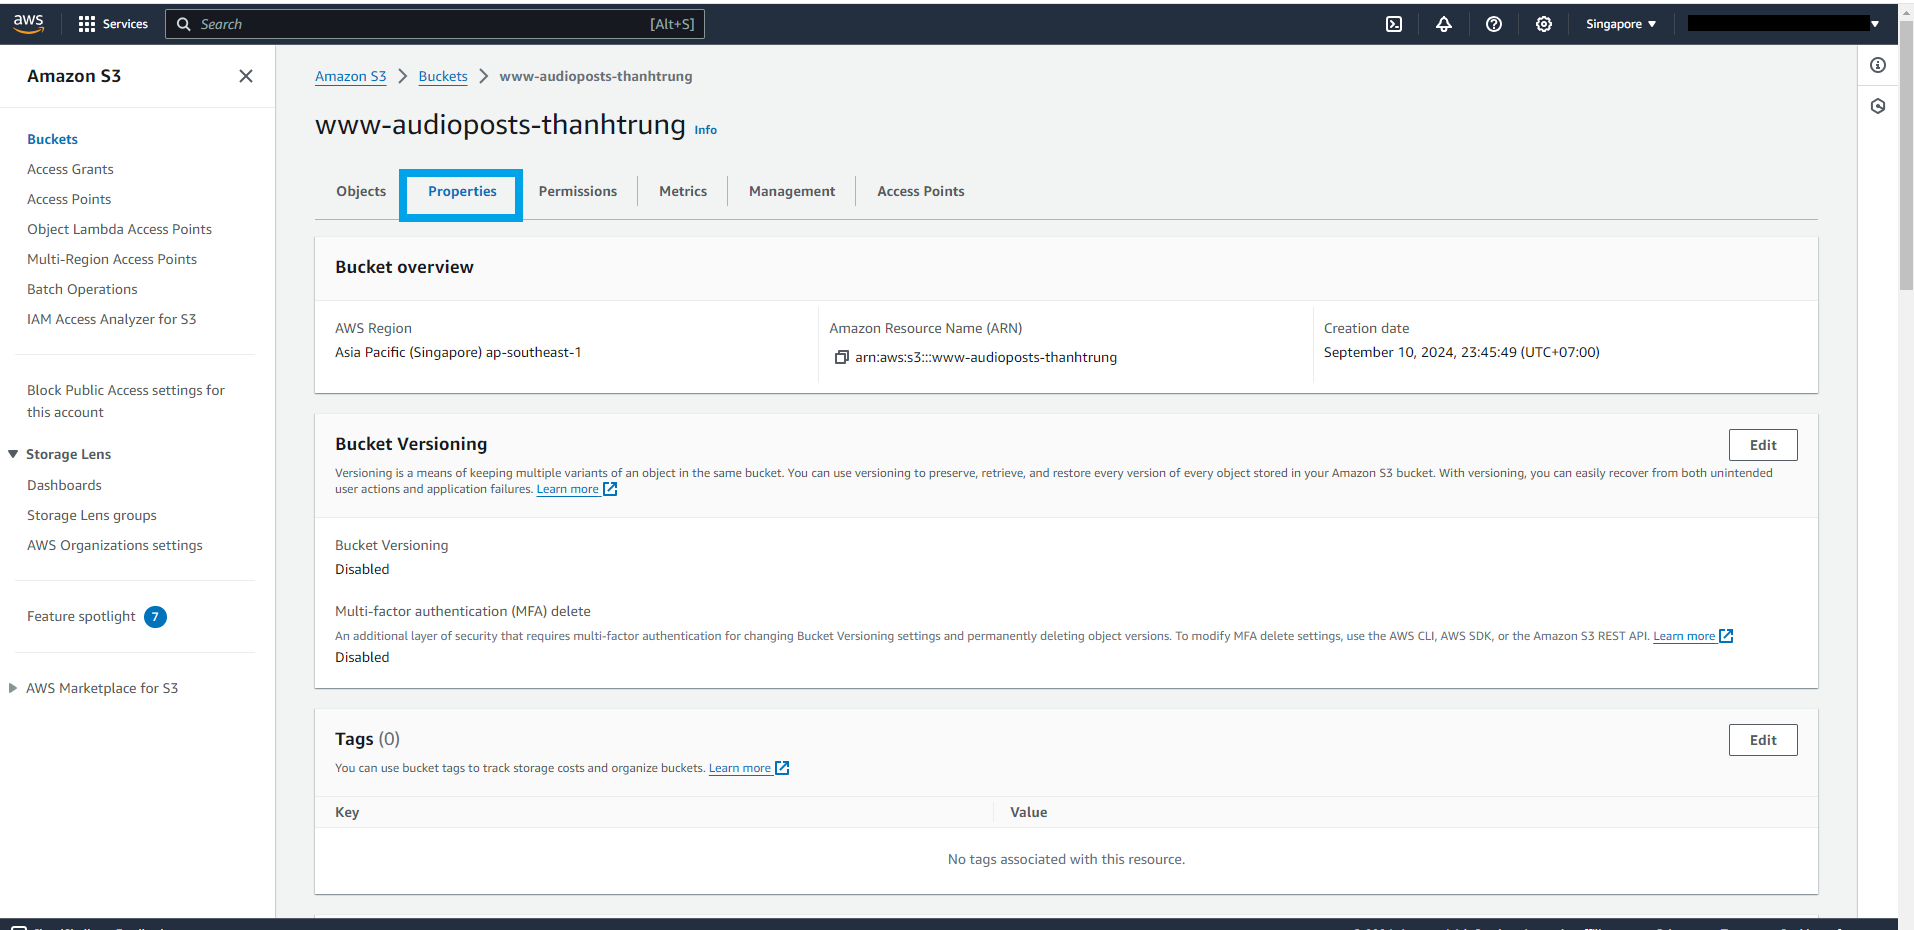 aws
Services
Search
[Alt+S]
Singapore
Amazon S3
Buckets
Access Grants
Access Points
Object Lambda Access Points
Multi-Region Access Points
Batch Operations
IAM Access Analyzer for S3
Block Public Access settings for
this account
Storage Lens
Dashboards
Storage Lens groups
AWS Organizations settings
Feature spotlight 7
AWS Marketplace for S3
Amazon S3 > Buckets > www-audioposts-thanhtrung
www-audioposts-thanhtrung Info
Objects Properties Permissions Metrics Management Access Points
Bucket overview
AWS Region
Asia Pacific (Singapore) ap-southeast-1
Amazon Resource Name (ARN)
arn:aws:s3:::www-audioposts-thanhtrung
Creation date
September 10, 2024, 23:45:49 (UTC+07:00)
Bucket Versioning
Edit
Versioning is a means of keeping multiple variants of an object in the same bucket. You can use versioning to preserve, retrieve, and restore every version of every object stored in your Amazon S3 bucket. With versioning, you can easily recover from both unintended
user actions and application failures. Learn more
Bucket Versioning
Disabled
Multi-factor authentication (MFA) delete
An additional layer of security that requires multi-factor authentication for changing Bucket Versioning settings and permanently deleting object versions. To modify MFA delete settings, use the AWS CLI, AWS SDK, or the Amazon S3 REST API. Learn more
Disabled
Tags (0)
Edit
You can use bucket tags to track storage costs and organize buckets. Learn more
Key Value
No tags associated with this resource.